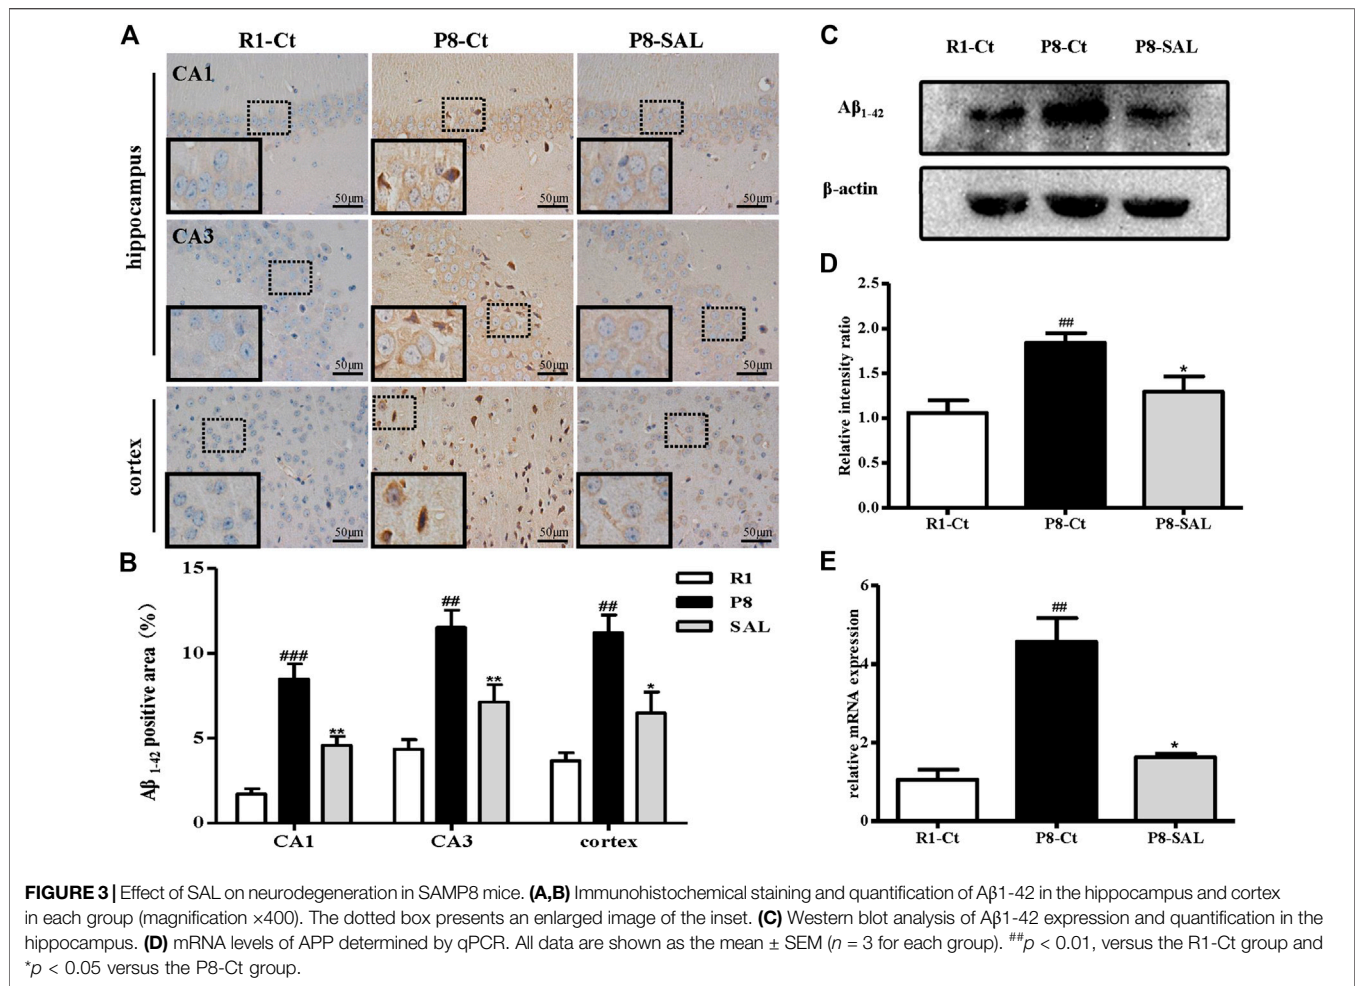 A
R1-Ct
P8-Ct
P8-SAL
hippocampus
CA1
50μm
50μm
50μm
CA3
50μm
50μm
50μm
cortex
50μm
50μm
50μm
B
Aβ 1-42 positive area (%)
15
10
5
0
###
**
##
**
##
*
R1
P8
SAL
CA1
CA3
cortex
C
R1-Ct
P8-Ct
P8-SAL
Aβ1-42
β-actin
D
Relative intensity ratio
2.5
2.0
1.5
1.0
0.5
0.0
##
*
R1-Ct
P8-Ct
P8-SAL
E
relative mRNA expression
6
4
2
0
##
*
R1-Ct
P8-Ct
P8-SAL
FIGURE 3 | Effect of SAL on neurodegeneration in SAMP8 mice. (A,B) Immunohistochemical staining and quantification of Aβ1-42 in the hippocampus and cortex
in each group (magnification ×400). The dotted box presents an enlarged image of the inset. (C) Western blot analysis of Aβ1-42 expression and quantification in the
hippocampus. (D) mRNA levels of APP determined by qPCR. All data are shown as the mean ± SEM (n = 3 for each group). ##p < 0.01, versus the R1-Ct group and
*p < 0.05 versus the P8-Ct group.